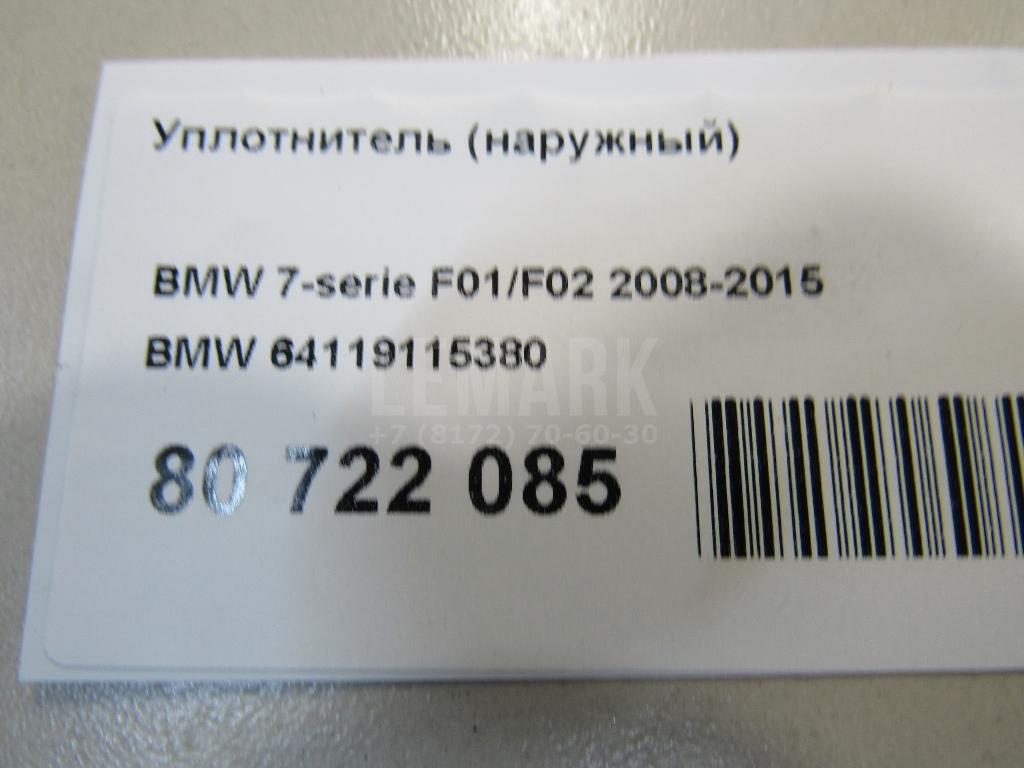 Уплотнитель (наружный)
BMW 7-serie F01/F02 2008-2015
BMW 64119115380
LEMARK
+7 (8172) 70-60-30
80 722 085